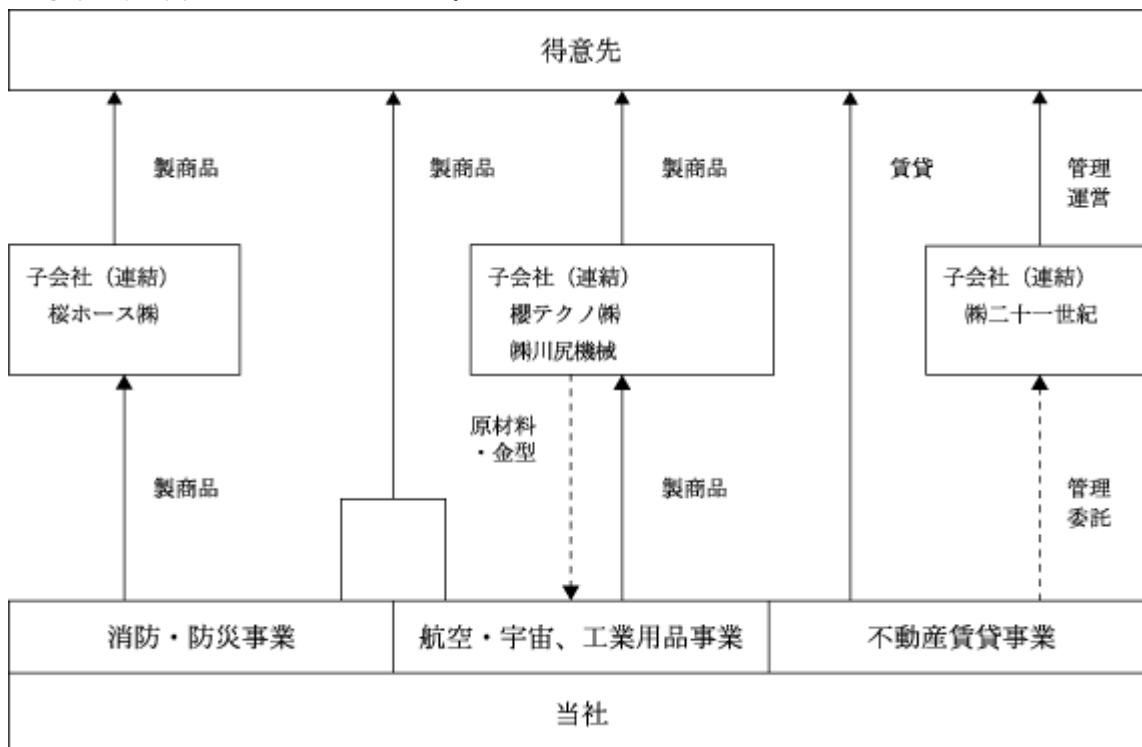 得意先
製商品
製商品
製商品
賃貸
管理
運営
子会社（連結）
桜ホース㈱
子会社（連結）
櫻テクノ㈱
㈱川尻機械
子会社（連結）
㈱二十一世紀
原材料
・金型
製商品
製商品
管理
委託
消防・防災事業
航空・宇宙、工業用品事業
不動産賃貸事業
当社